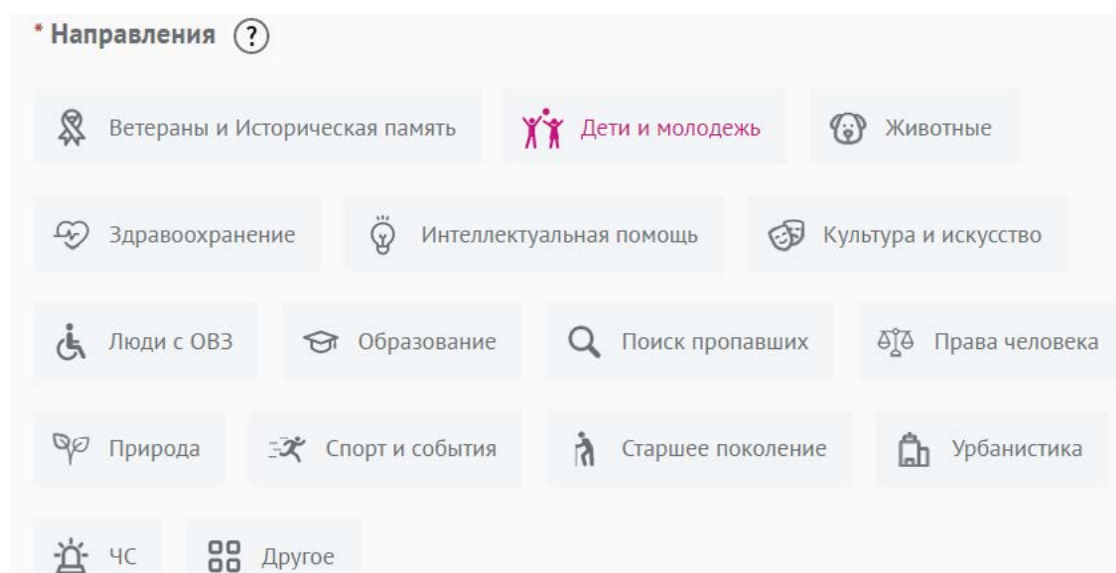 * Направления ?
Ветераны и Историческая память Дети и молодежь Животные
Здравоохранение Интеллектуальная помощь Культура и искусство
Люди с ОВЗ Образование Поиск пропавших Права человека
Природа Спорт и события Старшее поколение Урбанистика
ЧС Другое